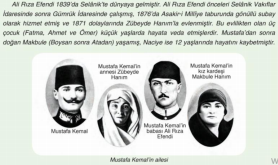 Ali Rıza Efendi 1839'da Selânik'te dünyaya gelmiştir. Ali Rıza Efendi önceleri Selânik Vakıflar
İdaresinde sonra Gümrük İdaresinde çalışmış, 1876'da Asakir-i Milliye taburunda gönüllü subay
olarak hizmet etmiş ve 1871 dolaylarında Zübeyde Hanım'la evlenmiştir. Bu evlilikten olan üç
çocuk (Fatma, Ahmet ve Ömer) küçük yaşlarda hayata veda etmişlerdir. Mustafa'dan sonra
doğan Makbule (Boysan sonra Atadan) yaşamış, Naciye ise 12 yaşlarında hayatını kaybetmiştir.
Mustafa Kemal
Mustafa Kemal'in
annesi Zübeyde
Hanım
Mustafa Kemal'in
babası Ali Rıza
Efendi
Mustafa Kemal'in
kız kardeşi
Makbule Hanım
Mustafa Kemal'in ailesi